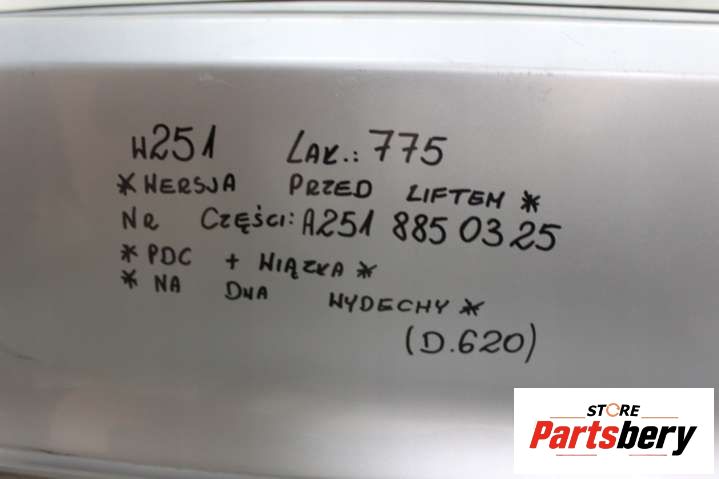 W251 LAK.: 775
*WERSJA PRZED LIFTEM*
NR CZĘŚCI: A251 885 03 25
*PDC + WIĄZKA*
*NA DWA WYDECHY*
(D.620)
STORE
Partsbery